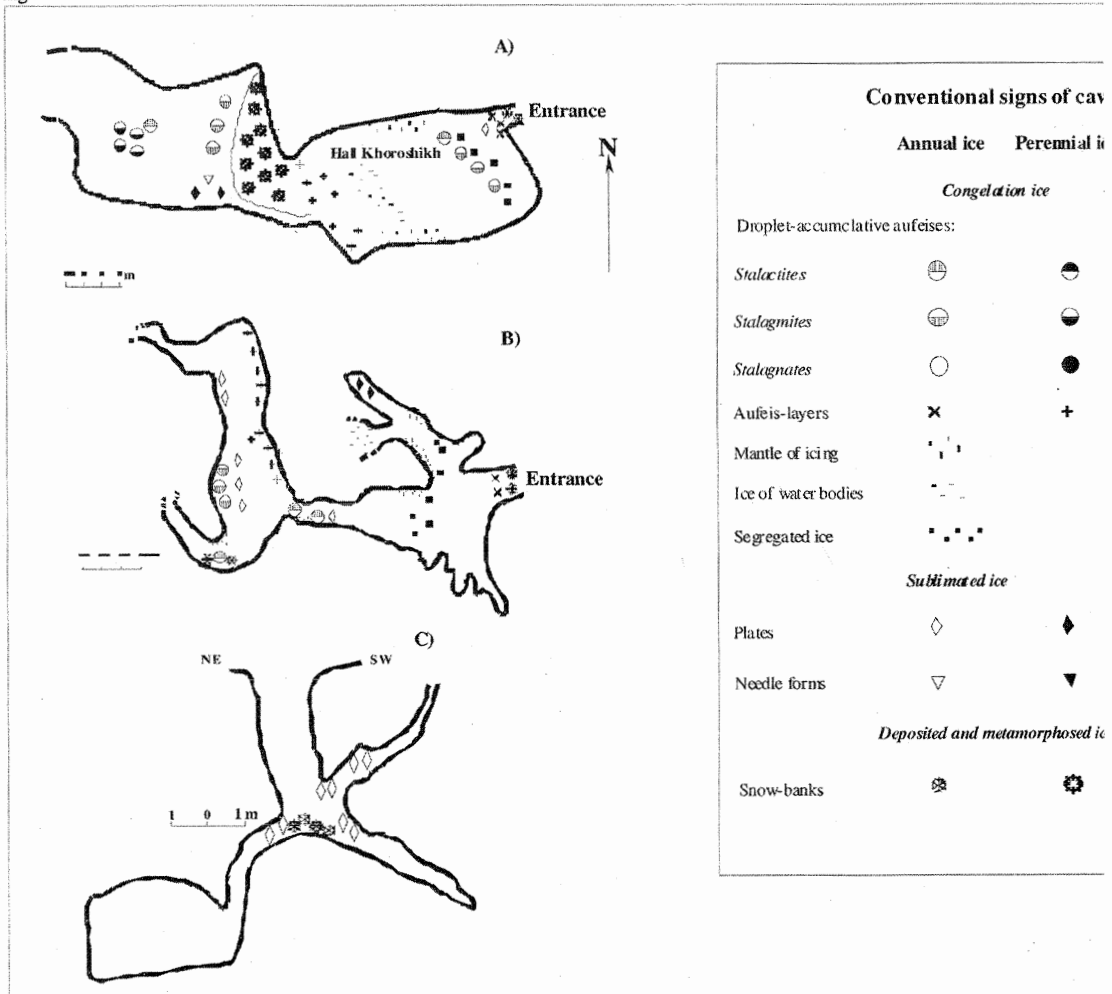 A)
Entrance
Hall Khoroshikh
N
m
B)
Entrance
C)
NE
SW
1 0 1 m
Conventional signs of cav
Annual ice Perennial i
Congelation ice
Droplet-accumclative aufeises:
Stalactites
Stalagmites
Stalagnates
Aufeis-layers
Mantle of icing
Ice of water bodies
Segregated ice
Sublimated ice
Plates
Needle forms
Deposited and metamorphosed ic
Snow-banks